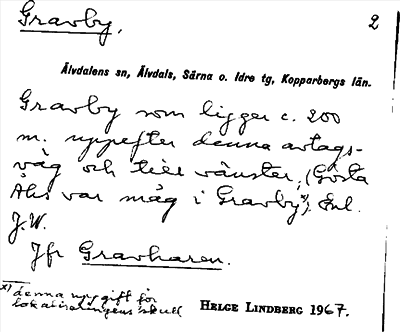 Gravby.
2
Älvdalens sn, Älvdals, Särna o. Idre tg, Kopparbergs län.
Gravby som ligger c. 200
m. uppefter denna avtags-
väg och till vänster, (Gösta
Åhs var måg i Gravby x)). Enl.
J.W.
Jfr Gravharen.
x) denna uppgift för
lokaliseringens skull
HELGE LINDBERG 1967.